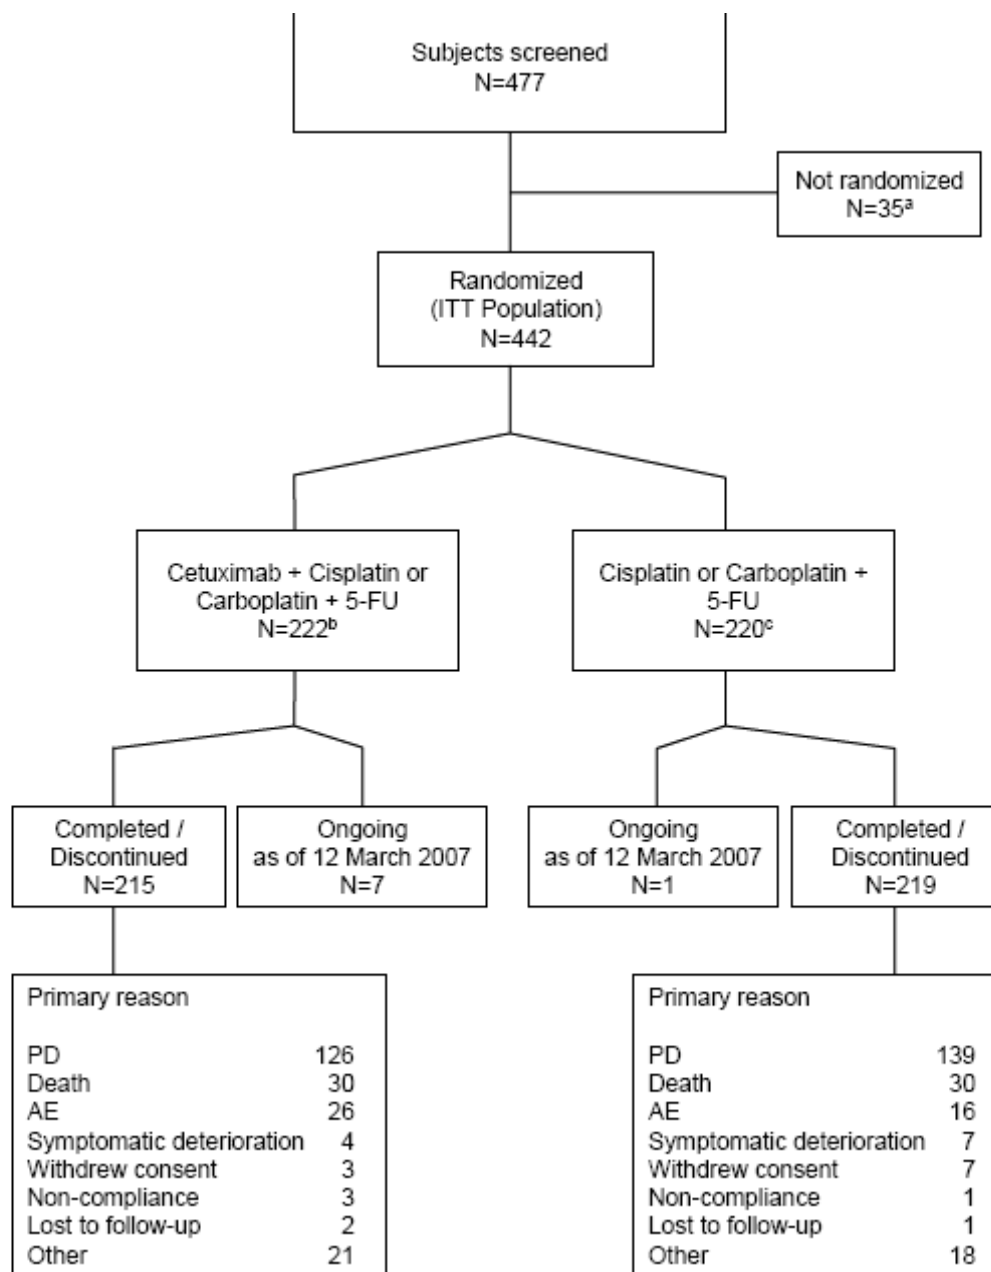 Subjects screened
N=477
Not randomized
N=35ª
Randomized
(ITT Population)
N=442
Cetuximab + Cisplatin or
Carboplatin + 5-FU
N=222ᵇ
Cisplatin or Carboplatin +
5-FU
N=220ᶜ
Completed /
Discontinued
N=215
Ongoing
as of 12 March 2007
N=7
Ongoing
as of 12 March 2007
N=1
Completed /
Discontinued
N=219
Primary reason
PD 126
Death 30
AE 26
Symptomatic deterioration 4
Withdrew consent 3
Non-compliance 3
Lost to follow-up 2
Other 21
Primary reason
PD 139
Death 30
AE 16
Symptomatic deterioration 7
Withdrew consent 7
Non-compliance 1
Lost to follow-up 1
Other 18